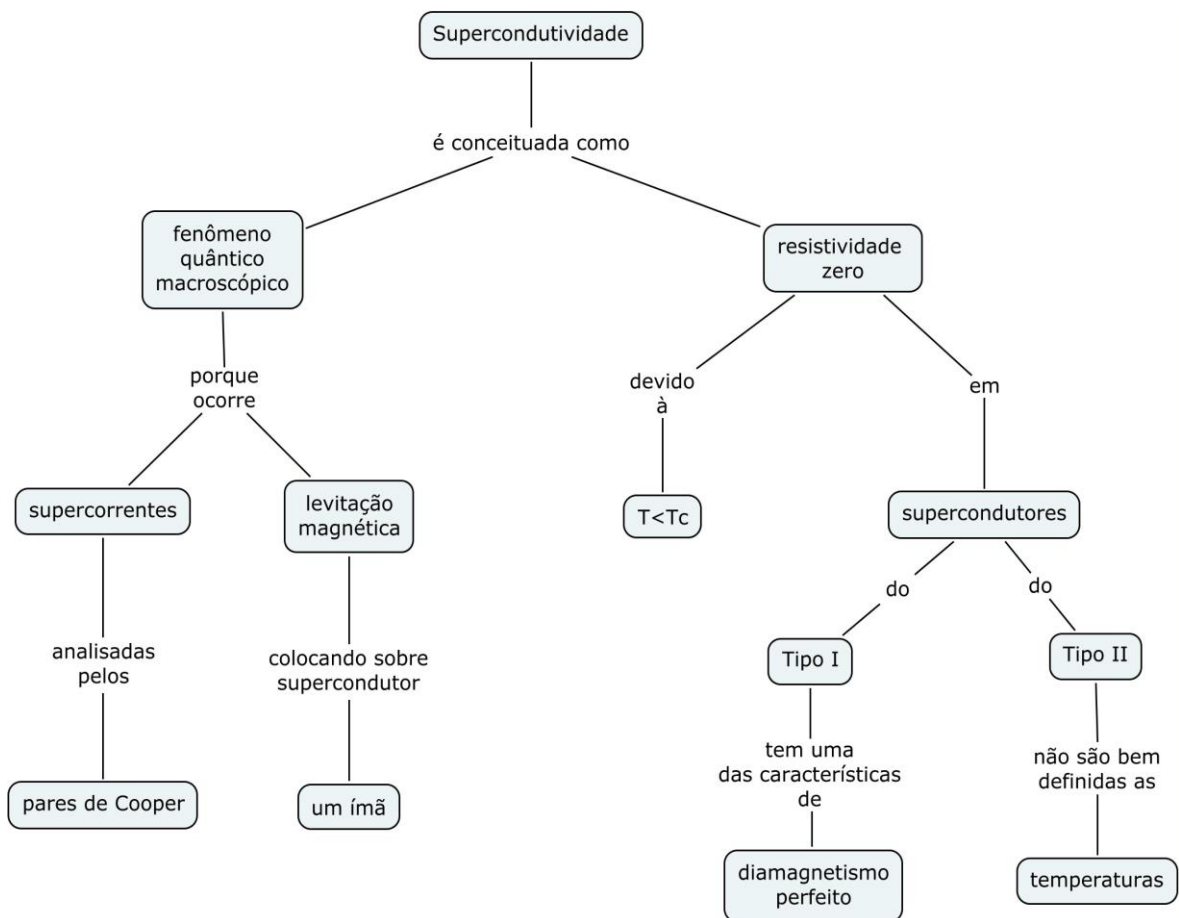 Supercondutividade
é conceituada como
fenômeno
quântico
macroscópico
resistividade
zero
porque
ocorre
devido
à
em
supercorrentes
levitação
magnética
T<Tc
supercondutores
do
do
analisadas
pelos
colocando sobre
supercondutor
Tipo I
Tipo II
tem uma
das características
de
não são bem
definidas as
pares de Cooper
um ímã
diamagnetismo
perfeito
temperaturas